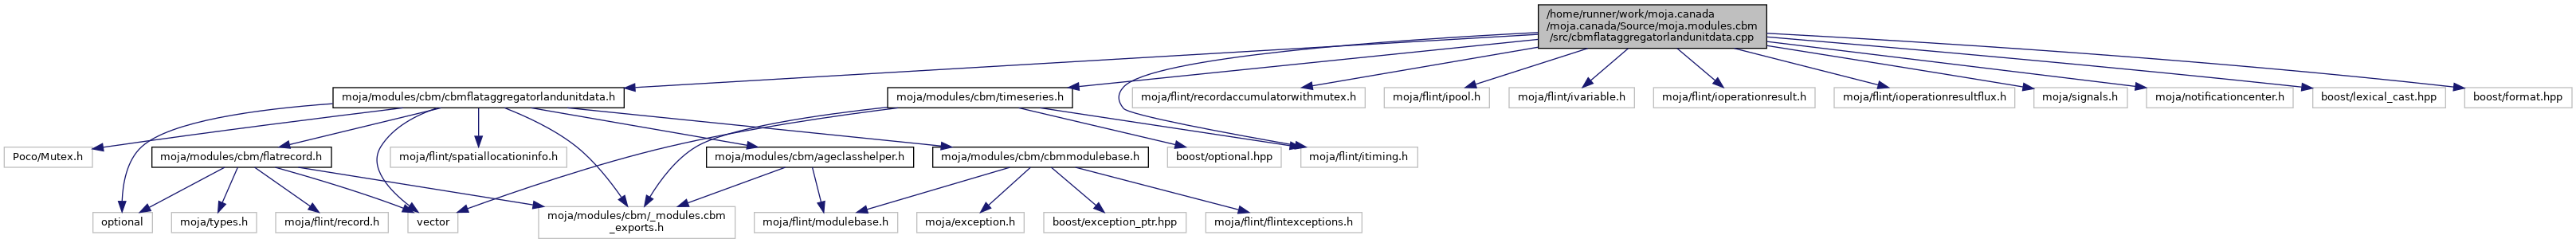 /home/runner/work/moja.canada
/moja.canada/Source/moja.modules.cbm
/src/cbmflataggregatorlandunitdata.cpp
moja/modules/cbm/cbmflataggregatorlandunitdata.h
moja/modules/cbm/timeseries.h
moja/flint/recordaccumulatorwithmutex.h
moja/flint/ipool.h
moja/flint/ivariable.h
moja/flint/ioperationresult.h
moja/flint/ioperationresultflux.h
moja/signals.h
moja/notificationcenter.h
boost/lexical_cast.hpp
boost/format.hpp
Poco/Mutex.h
moja/modules/cbm/flatrecord.h
moja/flint/spatiallocationinfo.h
moja/modules/cbm/ageclasshelper.h
moja/modules/cbm/cbmmodulebase.h
boost/optional.hpp
moja/flint/itiming.h
optional
moja/types.h
moja/flint/record.h
vector
moja/modules/cbm/_modules.cbm
_exports.h
moja/flint/modulebase.h
moja/exception.h
boost/exception_ptr.hpp
moja/flint/flintexceptions.h